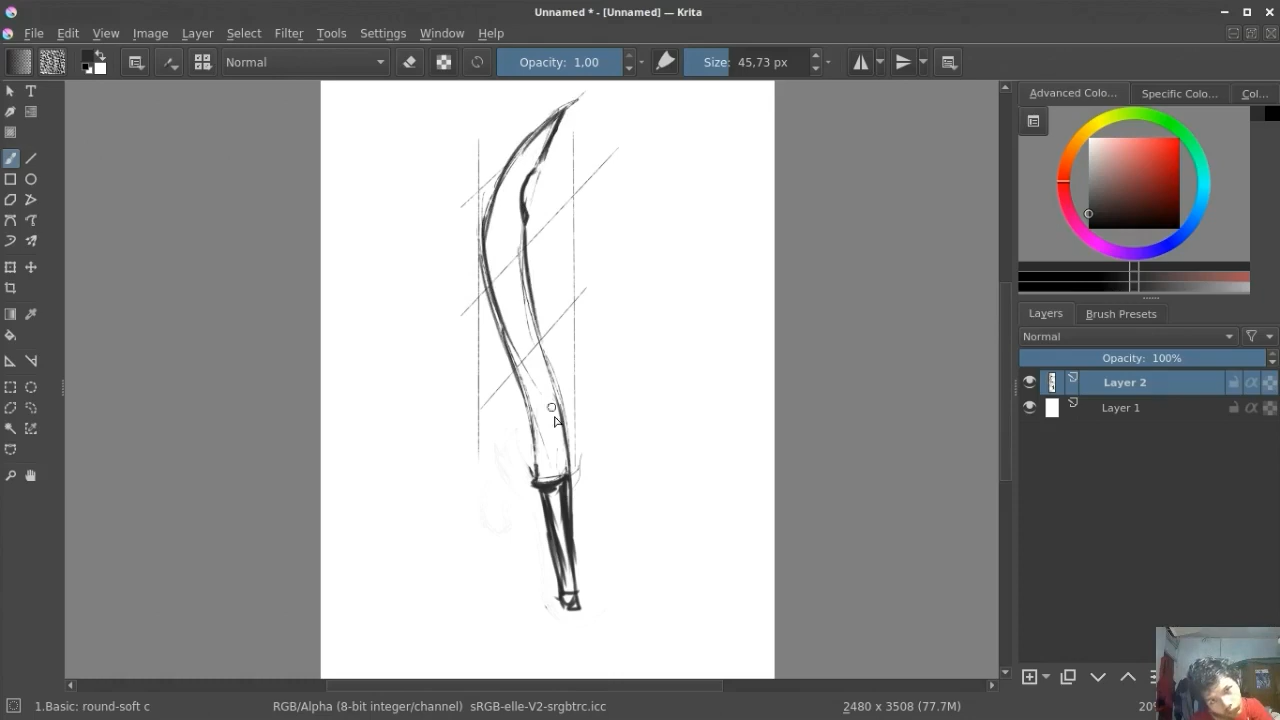 Unnamed * - [Unnamed] — Krita
File Edit View Image Layer Select Filter Tools Settings Window Help
Normal Opacity: 1.00 Size: 45.73 px
Advanced Colo... Specific Colo... Col...
Layers Brush Presets
Normal
Opacity: 100%
Layer 2
Layer 1
1.Basic: round-soft c RGB/Alpha (8-bit integer/channel) sRGB-elle-V2-srgbtrc.icc 2480 x 3508 (77.7M)